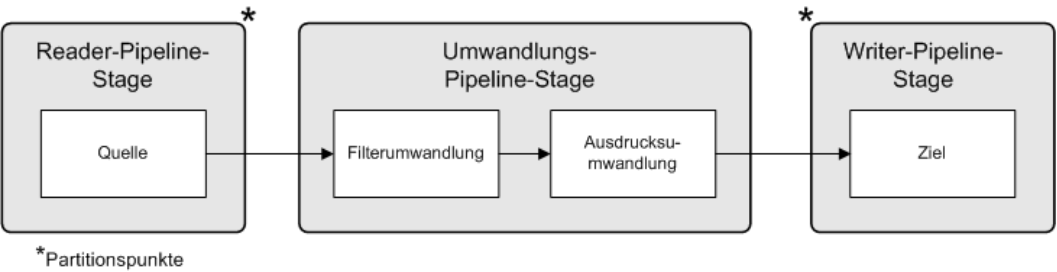 *
*
Reader-Pipeline-
Stage
Umwandlungs-
Pipeline-Stage
Writer-Pipeline-
Stage
Quelle
Filterumwandlung
Ausdrucksu-
mwandlung
Ziel
*Partitionspunkte